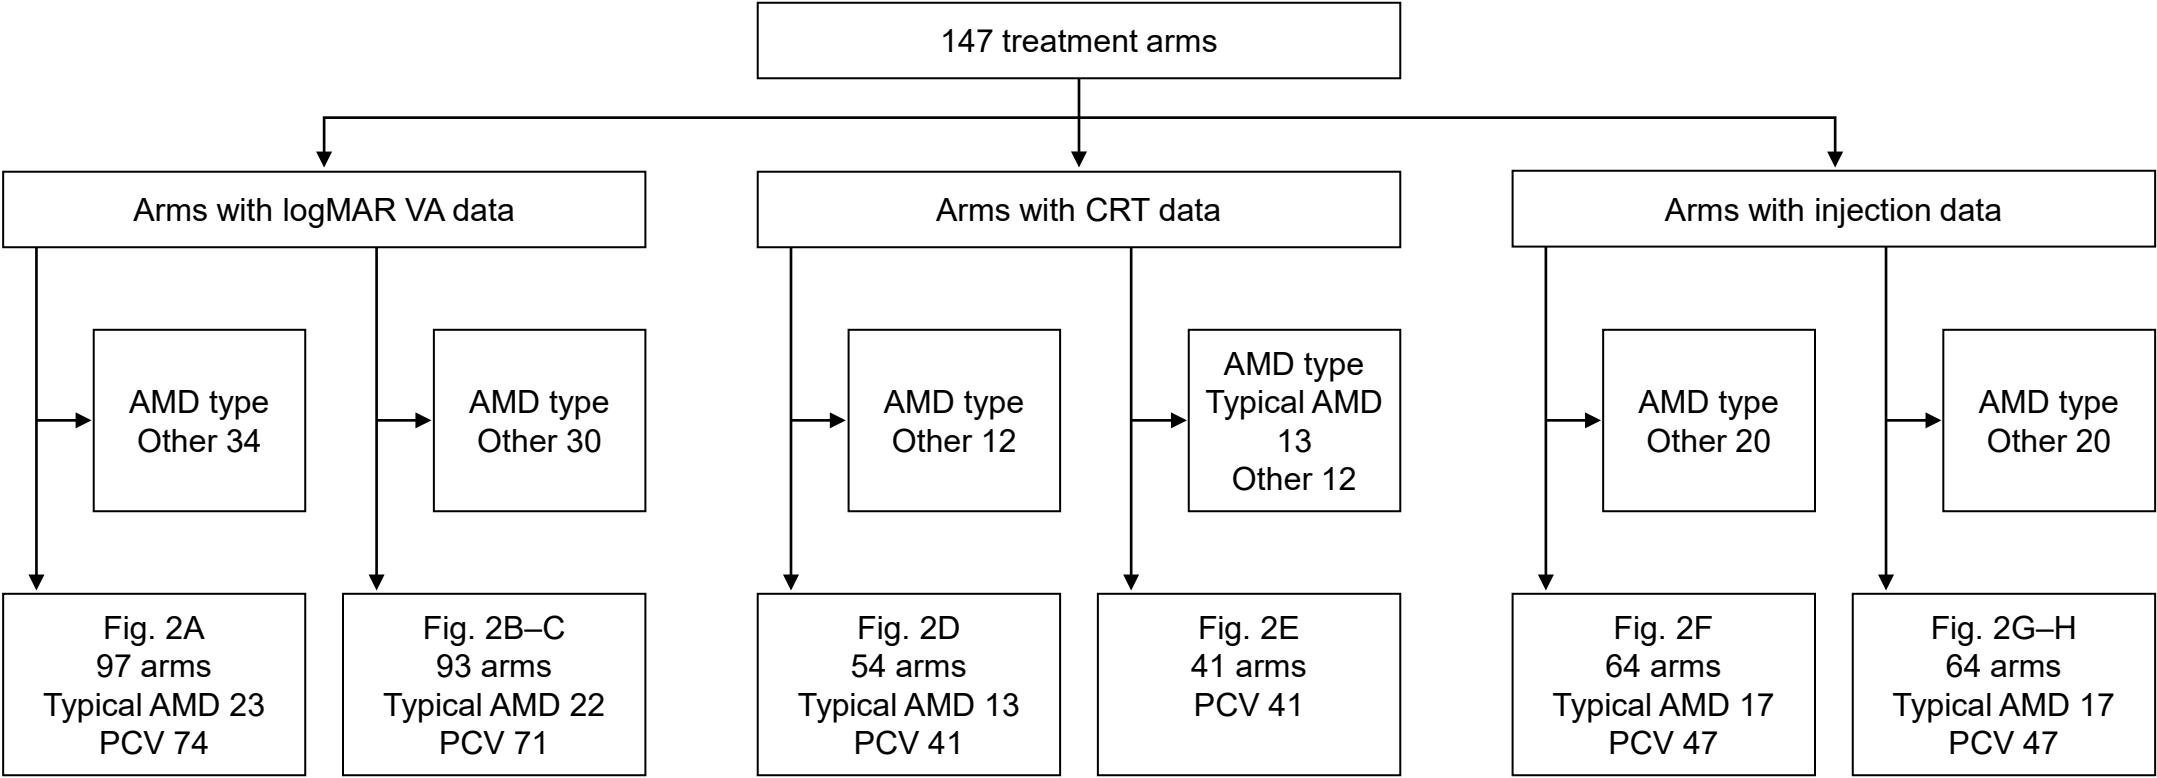 147 treatment arms
Arms with logMAR VA data
Arms with CRT data
Arms with injection data
AMD type
Other 34
AMD type
Other 30
AMD type
Other 12
AMD type
Typical AMD
13
Other 12
AMD type
Other 20
AMD type
Other 20
Fig. 2A
97 arms
Typical AMD 23
PCV 74
Fig. 2B–C
93 arms
Typical AMD 22
PCV 71
Fig. 2D
54 arms
Typical AMD 13
PCV 41
Fig. 2E
41 arms
PCV 41
Fig. 2F
64 arms
Typical AMD 17
PCV 47
Fig. 2G–H
64 arms
Typical AMD 17
PCV 47